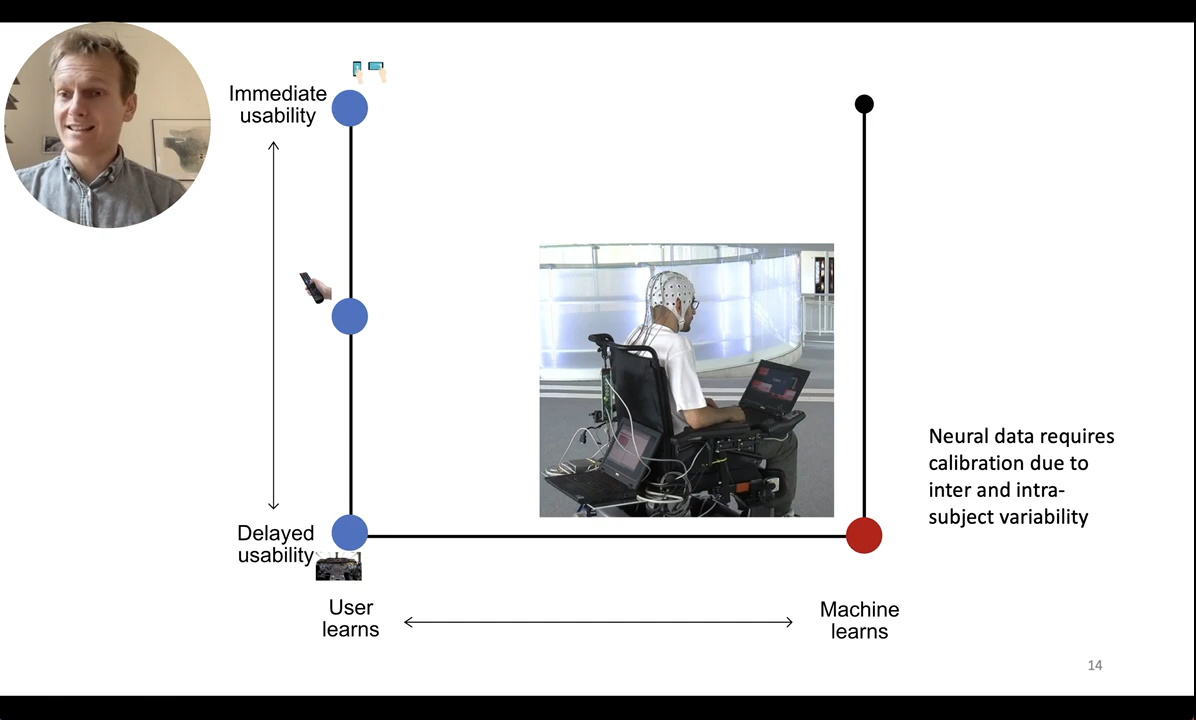 Immediate
usability
Delayed
usability
User
learns
Machine
learns
Neural data requires
calibration due to
inter and intra-
subject variability
14